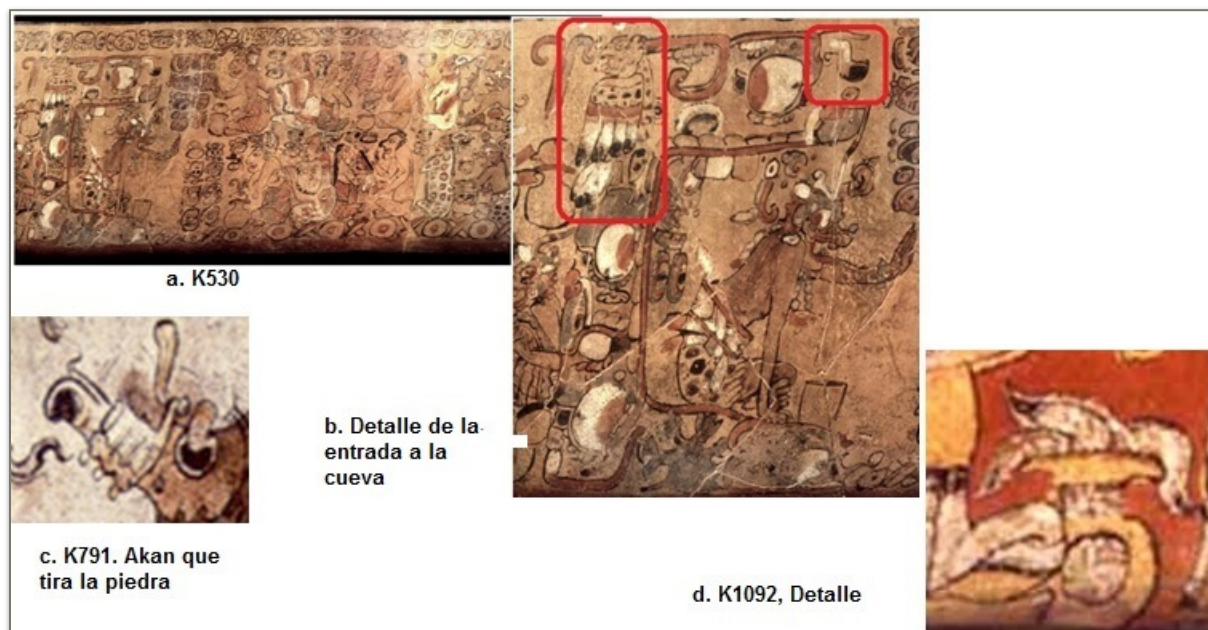 a. K530
b. Detalle de la
entrada a la
cueva
c. K791. Akan que
tira la piedra
d. K1092, Detalle